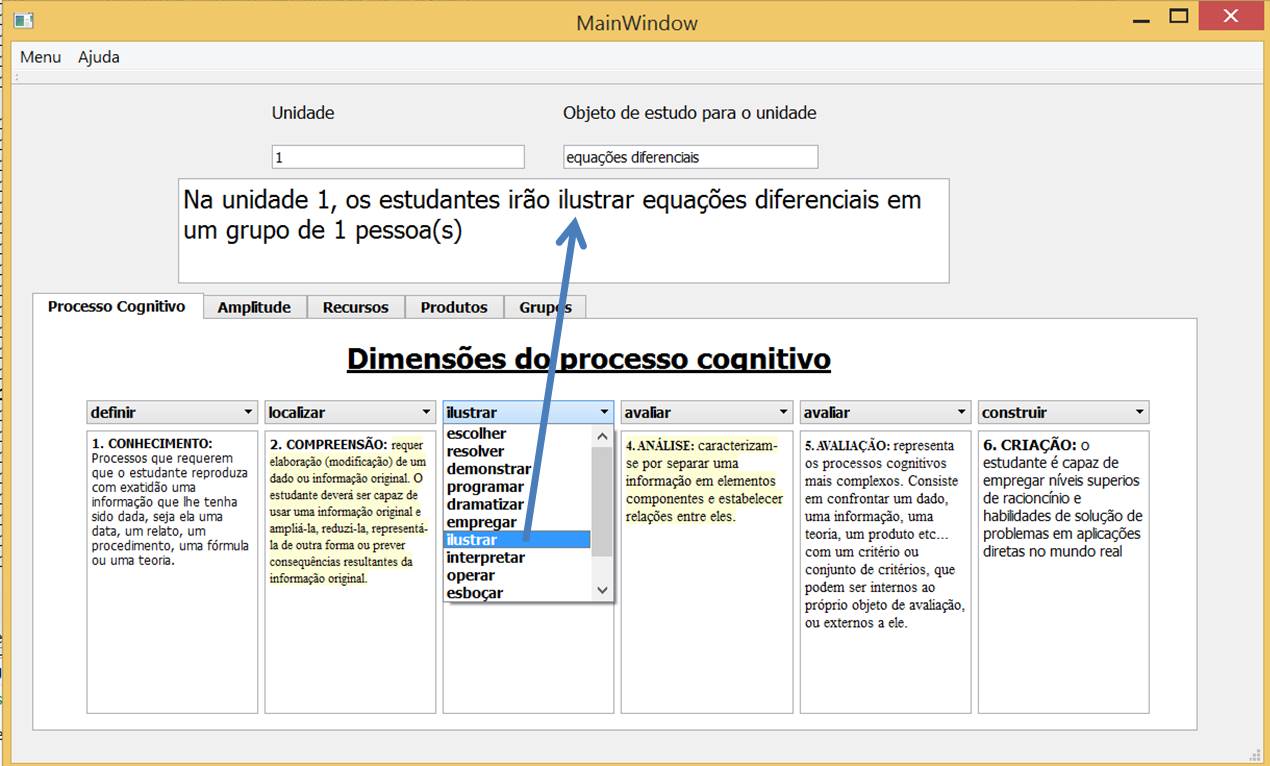 MainWindow
Menu Ajuda
Unidade Objeto de estudo para o unidade
1 equações diferenciais
Na unidade 1, os estudantes irão ilustrar equações diferenciais em
um grupo de 1 pessoa(s)
Processo Cognitivo Amplitude Recursos Produtos Grupos
Dimensões do processo cognitivo
definir
1. CONHECIMENTO:
Processos que requerem
que o estudante reproduza
com exatidão uma
informação que lhe tenha
sido dada, seja ela uma
data, um relato, um
procedimento, uma fórmula
ou uma teoria.
localizar
2. COMPREENSÃO: requer
elaboração (modificação) de um
dado ou informação original. O
estudante deverá ser capaz de
usar uma informação original e
ampliá-la, reduzi-la, representá-
la de outra forma ou prever
consequências resultantes da
informação original.
ilustrar
escolher
resolver
demonstrar
programar
dramatizar
empregar
ilustrar
interpretar
operar
esboçar
avaliar
4. ANÁLISE: caracterizam-
se por separar uma
informação em elementos
componentes e estabelecer
relações entre eles.
avaliar
5. AVALIAÇÃO: representa
os processos cognitivos
mais complexos. Consiste
em confrontar um dado,
uma informação, uma
teoria, um produto etc...
com um critério ou
conjunto de critérios, que
podem ser internos ao
próprio objeto de avaliação,
ou externos a ele.
construir
6. CRIAÇÃO: o
estudante é capaz de
empregar níveis superios
de racioncínio e
habilidades de solução de
problemas em aplicações
diretas no mundo real